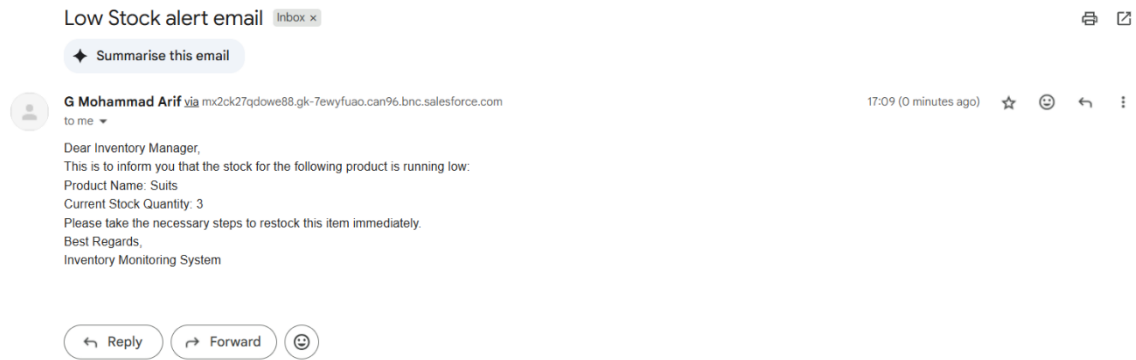 Low Stock alert email Inbox ×
Summarise this email
G Mohammad Arif via mx2ck27qdowe88.gk-7ewyfuao.can96.bnc.salesforce.com 17:09 (0 minutes ago)
to me
Dear Inventory Manager,
This is to inform you that the stock for the following product is running low:
Product Name: Suits
Current Stock Quantity: 3
Please take the necessary steps to restock this item immediately.
Best Regards,
Inventory Monitoring System
Reply Forward